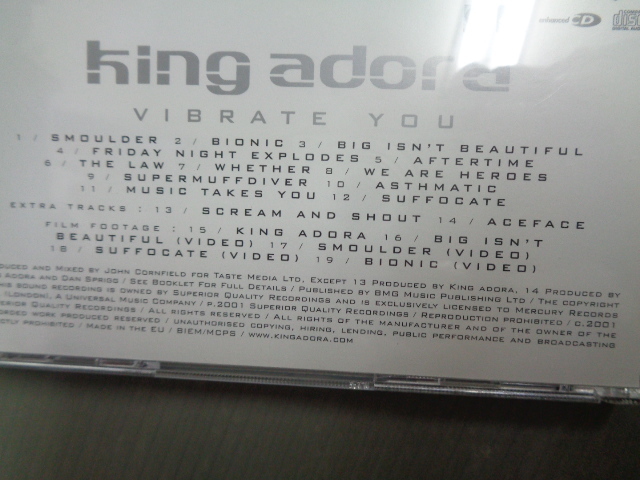 enhanced CD
king adora
VIBRATE YOU
1 / SMOULDER 2 / BIONIC 3 / BIG ISN'T BEAUTIFUL
4 / FRIDAY NIGHT EXPLODES 5 / AFTERTIME
6 / THE LAW 7 / WHETHER 8 / WE ARE HEROES
9 / SUPERMUFFDIVER 10 / ASTHMATIC
11 / MUSIC TAKES YOU 12 / SUFFOCATE
EXTRA TRACKS : 13 / SCREAM AND SHOUT 14 / ACEFACE
FILM FOOTAGE : 15 / KING ADORA 16 / BIG ISN'T
BEAUTIFUL (VIDEO) 17 / SMOULDER (VIDEO)
18 / SUFFOCATE (VIDEO) 19 / BIONIC (VIDEO)
DUCED AND MIXED BY JOHN CORNFIELD FOR TASTE MEDIA LTD, EXCEPT 13 PRODUCED BY KING ADORA, 14 PRODUCED BY
ADORA AND DAN SPRIGG / SEE BOOKLET FOR FULL DETAILS / PUBLISHED BY BMG MUSIC PUBLISHING LTD / THE COPYRIGHT
HIS SOUND RECORDING IS OWNED BY SUPERIOR QUALITY RECORDINGS AND IS EXCLUSIVELY LICENSED TO MERCURY RECORDS
(LONDON), A UNIVERSAL MUSIC COMPANY / P.2001 SUPERIOR QUALITY RECORDINGS / REPRODUCTION PROHIBITED / C.2001
ERIOR QUALITY RECORDINGS / ALL RIGHTS RESERVED / ALL RIGHTS OF THE MANUFACTURER AND OF THE OWNER OF THE
CORDED WORK PRODUCED RESERVED / UNAUTHORISED COPYING, HIRING, LENDING, PUBLIC PERFORMANCE AND BROADCASTING
CTLY PROHIBITED / MADE IN THE EU / BIEM/MCPS / WWW.KINGADORA.COM